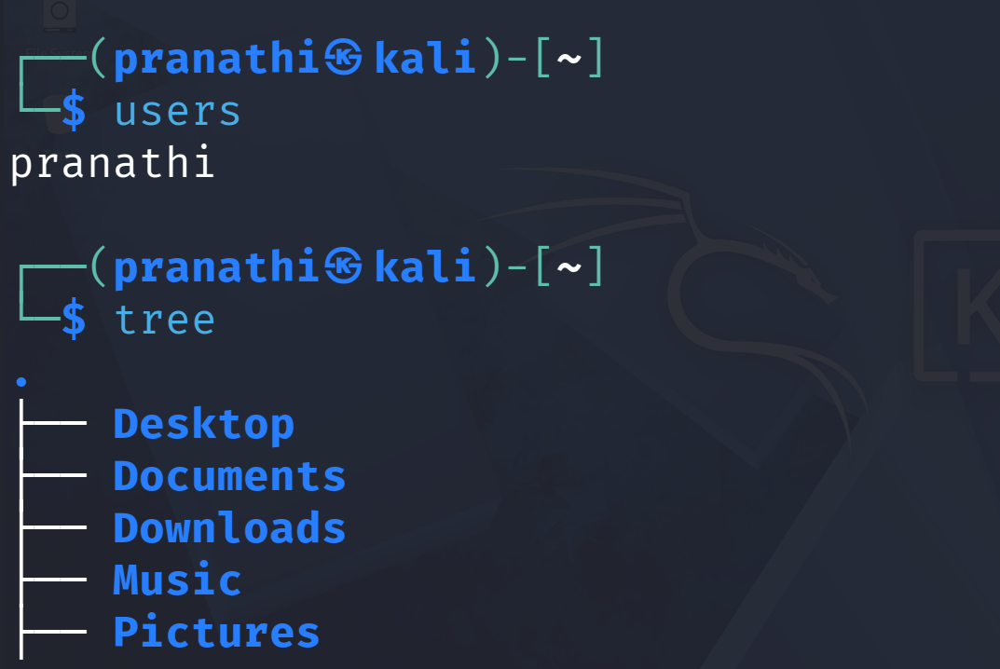 ┌──(pranathi㉿kali)-[~]
└─$ users
pranathi
┌──(pranathi㉿kali)-[~]
└─$ tree
.
├── Desktop
├── Documents
├── Downloads
├── Music
├── Pictures
K